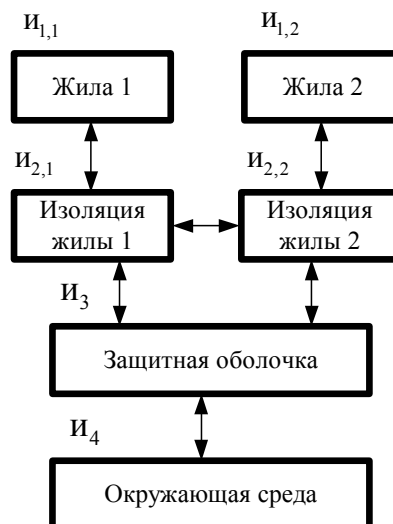 И1,1 И1,2
Жила 1 Жила 2
И2,1 И2,2
Изоляция Изоляция
жилы 1 жилы 2
И3
Защитная оболочка
И4
Окружающая среда